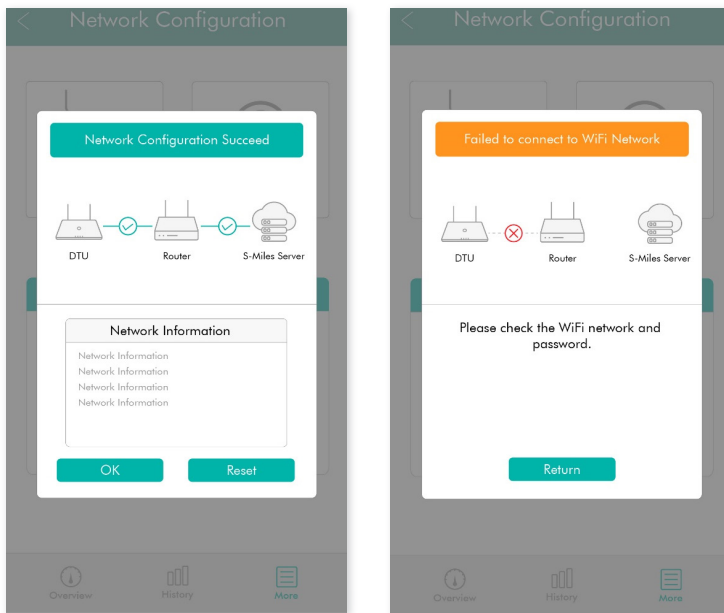 Network Configuration
Network Configuration Succeed
DTU
Router
S-Miles Server
Network Information
Network Information
Network Information
Network Information
Network Information
OK
Reset
Overview
History
More
Network Configuration
Failed to connect to WiFi Network
DTU
Router
S-Miles Server
Please check the WiFi network and
password.
Return
Overview
History
More